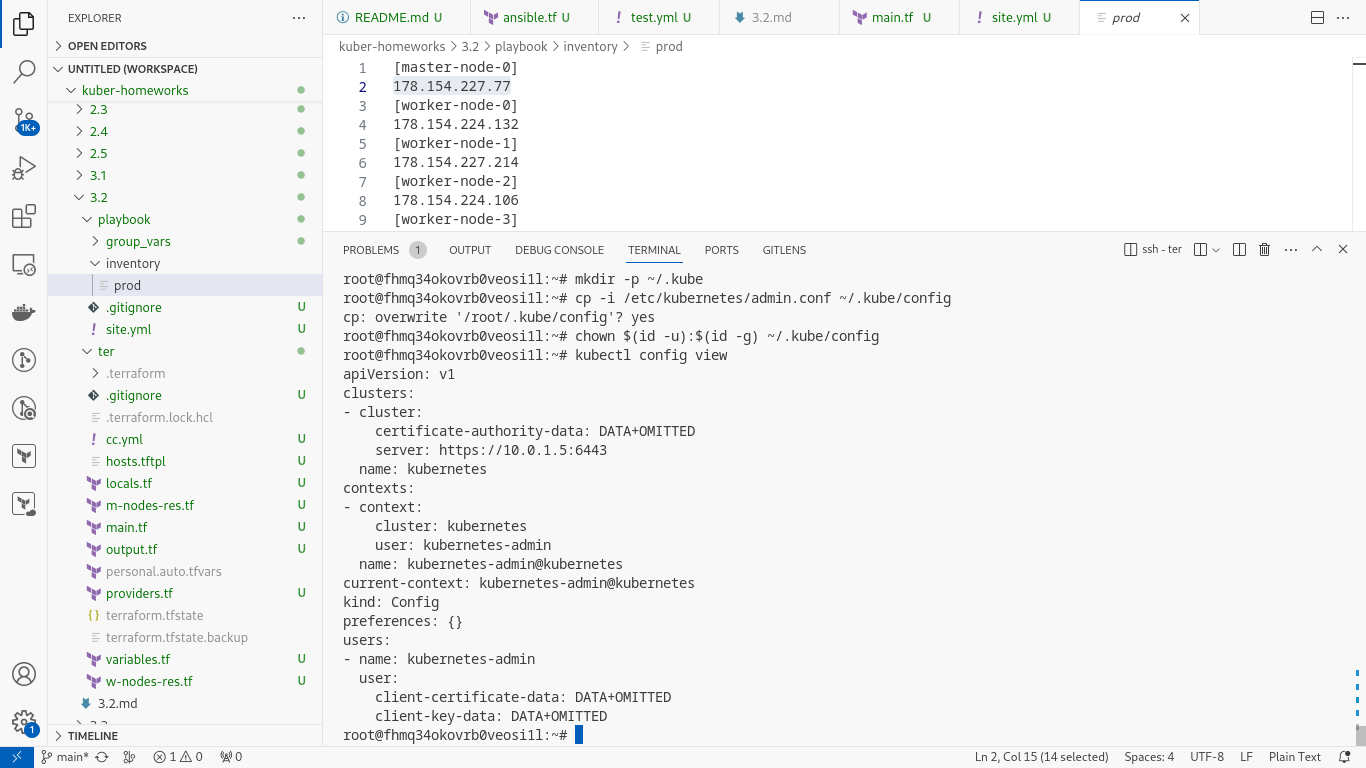 EXPLORER
OPEN EDITORS
UNTITLED (WORKSPACE)
kuber-homeworks
2.3
2.4
2.5
3.1
3.2
playbook
group_vars
inventory
prod
.gitignore U
site.yml U
ter
.terraform
.gitignore U
.terraform.lock.hcl
cc.yml U
hosts.tftpl U
locals.tf U
m-nodes-res.tf U
main.tf U
output.tf U
personal.auto.tfvars
providers.tf U
terraform.tfstate
terraform.tfstate.backup
variables.tf U
w-nodes-res.tf U
3.2.md
TIMELINE
1K+
1
README.md U
ansible.tf U
test.yml U
3.2.md
main.tf U
site.yml U
prod
kuber-homeworks > 3.2 > playbook > inventory > prod
1 [master-node-0]
2 178.154.227.77
3 [worker-node-0]
4 178.154.224.132
5 [worker-node-1]
6 178.154.227.214
7 [worker-node-2]
8 178.154.224.106
9 [worker-node-3]
PROBLEMS 1 OUTPUT DEBUG CONSOLE TERMINAL PORTS GITLENS ssh - ter
root@fhmq34okovrb0veosi1l:~# mkdir -p ~/.kube
root@fhmq34okovrb0veosi1l:~# cp -i /etc/kubernetes/admin.conf ~/.kube/config
cp: overwrite '/root/.kube/config'? yes
root@fhmq34okovrb0veosi1l:~# chown $(id -u):$(id -g) ~/.kube/config
root@fhmq34okovrb0veosi1l:~# kubectl config view
apiVersion: v1
clusters:
- cluster:
    certificate-authority-data: DATA+OMITTED
    server: https://10.0.1.5:6443
  name: kubernetes
contexts:
- context:
    cluster: kubernetes
    user: kubernetes-admin
  name: kubernetes-admin@kubernetes
current-context: kubernetes-admin@kubernetes
kind: Config
preferences: {}
users:
- name: kubernetes-admin
  user:
    client-certificate-data: DATA+OMITTED
    client-key-data: DATA+OMITTED
root@fhmq34okovrb0veosi1l:~#
main* 1 0 0 Ln 2, Col 15 (14 selected) Spaces: 4 UTF-8 LF Plain Text